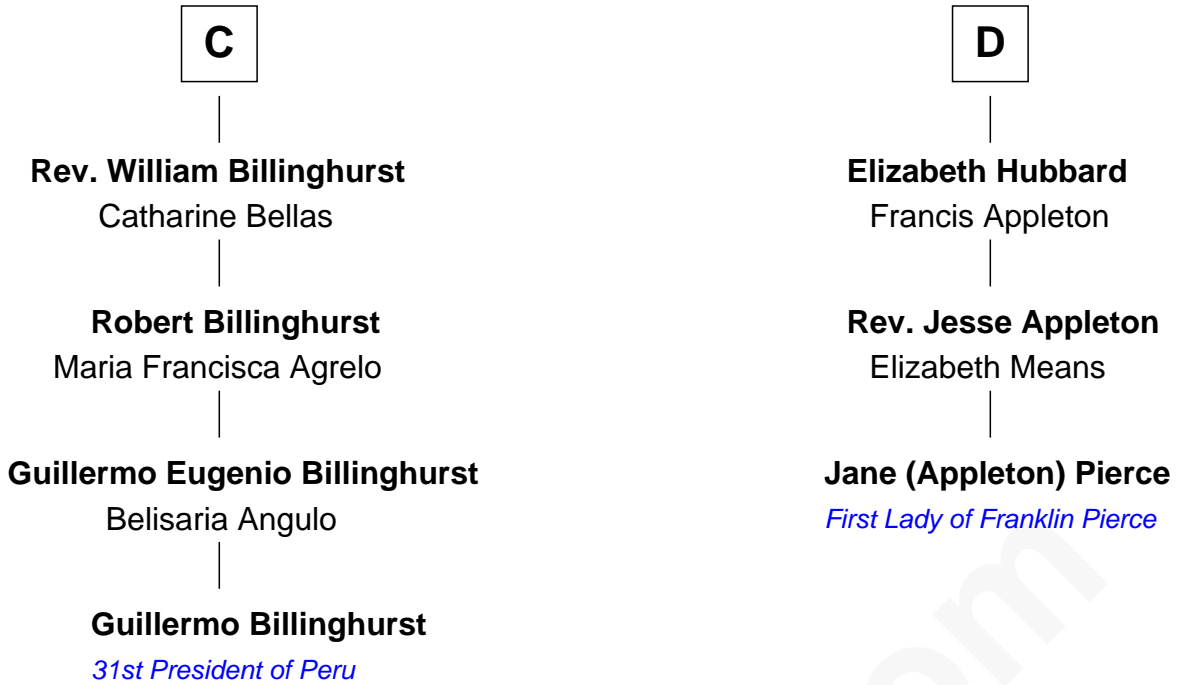 C
Rev. William Billinghurst
Catharine Bellas
Robert Billinghurst
Maria Francisca Agrelo
Guillermo Eugenio Billinghurst
Belisaria Angulo
Guillermo Billinghurst
31st President of Peru
D
Elizabeth Hubbard
Francis Appleton
Rev. Jesse Appleton
Elizabeth Means
Jane (Appleton) Pierce
First Lady of Franklin Pierce
om